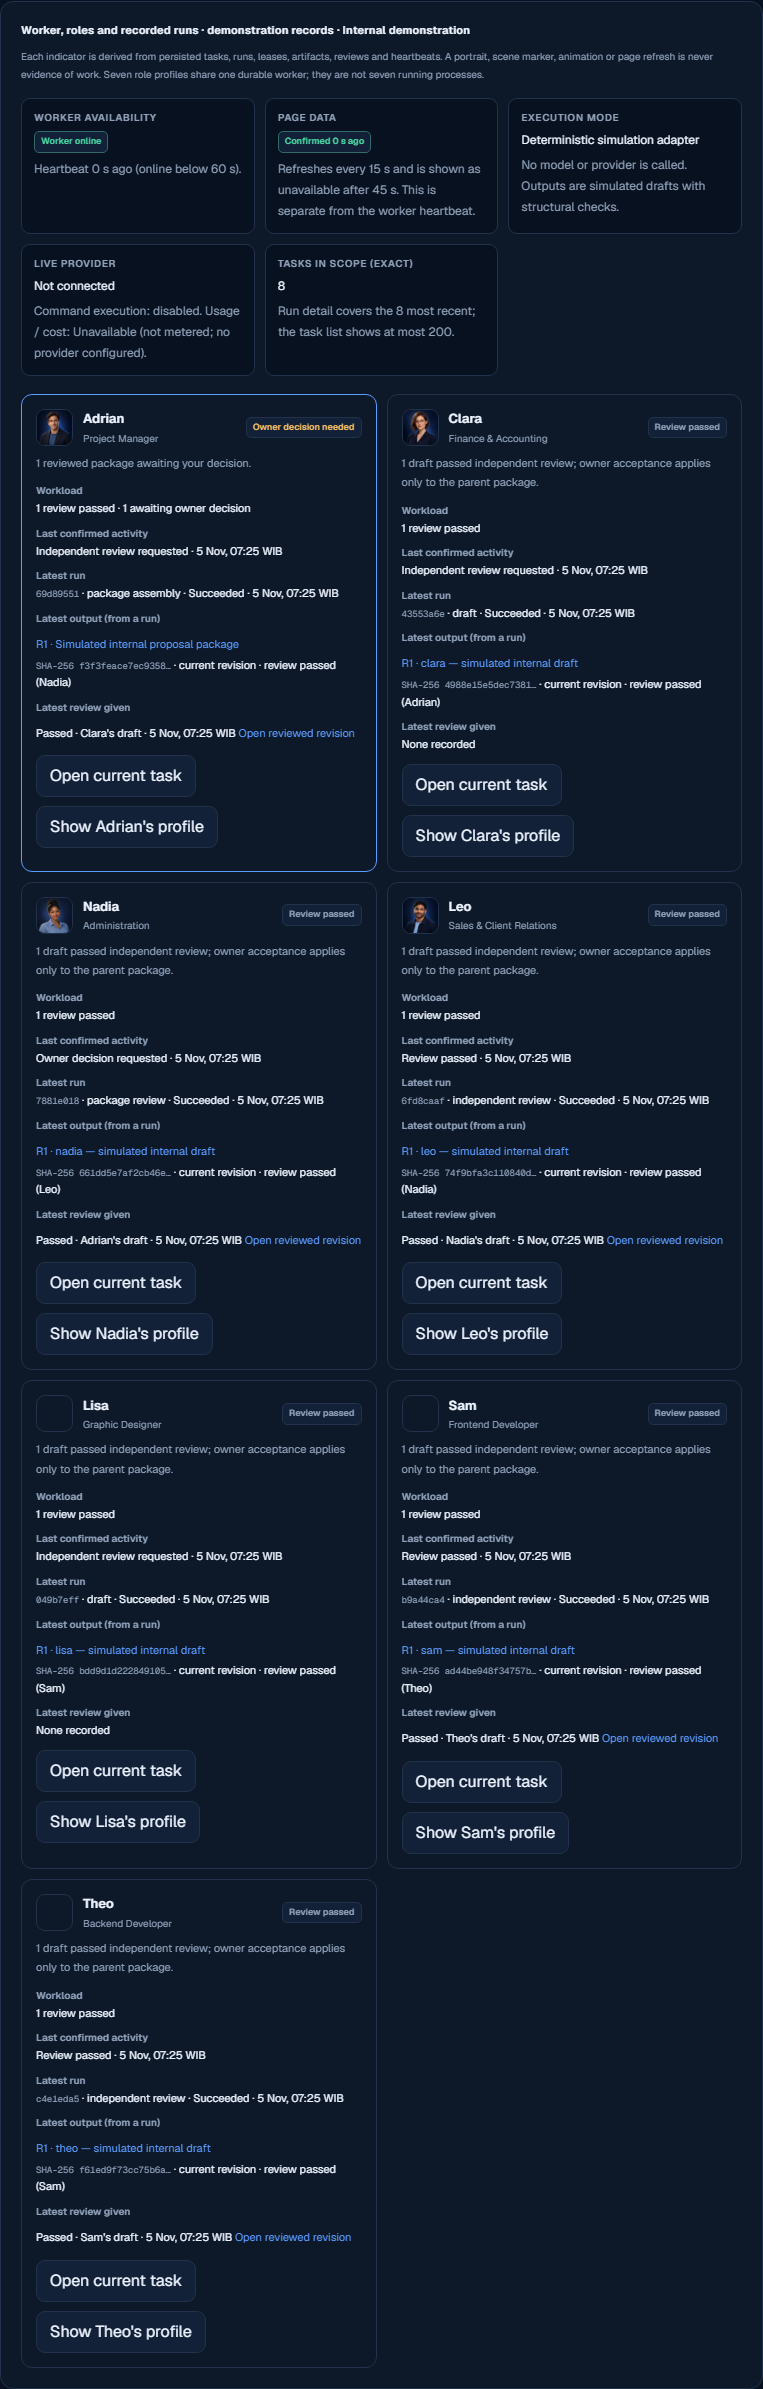 Worker, roles and recorded runs · demonstration records · Internal demonstration
Each indicator is derived from persisted tasks, runs, leases, artifacts, reviews and heartbeats. A portrait, scene marker, animation or page refresh is never
evidence of work. Seven role profiles share one durable worker; they are not seven running processes.
WORKER AVAILABILITY
Worker online
Heartbeat 0 s ago (online below 60 s).
PAGE DATA
Confirmed 0 s ago
Refreshes every 15 s and is shown as
unavailable after 45 s. This is
separate from the worker heartbeat.
EXECUTION MODE
Deterministic simulation adapter
No model or provider is called.
Outputs are simulated drafts with
structural checks.
LIVE PROVIDER
Not connected
Command execution: disabled. Usage
/ cost: Unavailable (not metered; no
provider configured).
TASKS IN SCOPE (EXACT)
8
Run detail covers the 8 most recent;
the task list shows at most 200.
Adrian
Project Manager
Owner decision needed
1 reviewed package awaiting your decision.
Workload
1 review passed · 1 awaiting owner decision
Last confirmed activity
Independent review requested · 5 Nov, 07:25 WIB
Latest run
69d89551 · package assembly · Succeeded · 5 Nov, 07:25 WIB
Latest output (from a run)
R1 · Simulated internal proposal package
SHA-256 f3f3feace7ec9358… · current revision · review passed
(Nadia)
Latest review given
Passed · Clara's draft · 5 Nov, 07:25 WIB Open reviewed revision
Open current task
Show Adrian's profile
Clara
Finance & Accounting
Review passed
1 draft passed independent review; owner acceptance applies
only to the parent package.
Workload
1 review passed
Last confirmed activity
Independent review requested · 5 Nov, 07:25 WIB
Latest run
43553a6e · draft · Succeeded · 5 Nov, 07:25 WIB
Latest output (from a run)
R1 · clara — simulated internal draft
SHA-256 4988e15e5dec7381… · current revision · review passed
(Adrian)
Latest review given
None recorded
Open current task
Show Clara's profile
Nadia
Administration
Review passed
1 draft passed independent review; owner acceptance applies
only to the parent package.
Workload
1 review passed
Last confirmed activity
Owner decision requested · 5 Nov, 07:25 WIB
Latest run
7881e018 · package review · Succeeded · 5 Nov, 07:25 WIB
Latest output (from a run)
R1 · nadia — simulated internal draft
SHA-256 661dd5e7af2cb46e… · current revision · review passed
(Leo)
Latest review given
Passed · Adrian's draft · 5 Nov, 07:25 WIB Open reviewed revision
Open current task
Show Nadia's profile
Leo
Sales & Client Relations
Review passed
1 draft passed independent review; owner acceptance applies
only to the parent package.
Workload
1 review passed
Last confirmed activity
Review passed · 5 Nov, 07:25 WIB
Latest run
6fd8caaf · independent review · Succeeded · 5 Nov, 07:25 WIB
Latest output (from a run)
R1 · leo — simulated internal draft
SHA-256 74f9bfa3c110840d… · current revision · review passed
(Nadia)
Latest review given
Passed · Nadia's draft · 5 Nov, 07:25 WIB Open reviewed revision
Open current task
Show Leo's profile
Lisa
Graphic Designer
Review passed
1 draft passed independent review; owner acceptance applies
only to the parent package.
Workload
1 review passed
Last confirmed activity
Independent review requested · 5 Nov, 07:25 WIB
Latest run
049b7eff · draft · Succeeded · 5 Nov, 07:25 WIB
Latest output (from a run)
R1 · lisa — simulated internal draft
SHA-256 bdd9d1d222849105… · current revision · review passed
(Sam)
Latest review given
None recorded
Open current task
Show Lisa's profile
Sam
Frontend Developer
Review passed
1 draft passed independent review; owner acceptance applies
only to the parent package.
Workload
1 review passed
Last confirmed activity
Review passed · 5 Nov, 07:25 WIB
Latest run
b9a44ca4 · independent review · Succeeded · 5 Nov, 07:25 WIB
Latest output (from a run)
R1 · sam — simulated internal draft
SHA-256 ad44be948f34757b… · current revision · review passed
(Theo)
Latest review given
Passed · Theo's draft · 5 Nov, 07:25 WIB Open reviewed revision
Open current task
Show Sam's profile
Theo
Backend Developer
Review passed
1 draft passed independent review; owner acceptance applies
only to the parent package.
Workload
1 review passed
Last confirmed activity
Review passed · 5 Nov, 07:25 WIB
Latest run
c4e1eda5 · independent review · Succeeded · 5 Nov, 07:25 WIB
Latest output (from a run)
R1 · theo — simulated internal draft
SHA-256 f61ed9f73cc75b6a… · current revision · review passed
(Sam)
Latest review given
Passed · Sam's draft · 5 Nov, 07:25 WIB Open reviewed revision
Open current task
Show Theo's profile